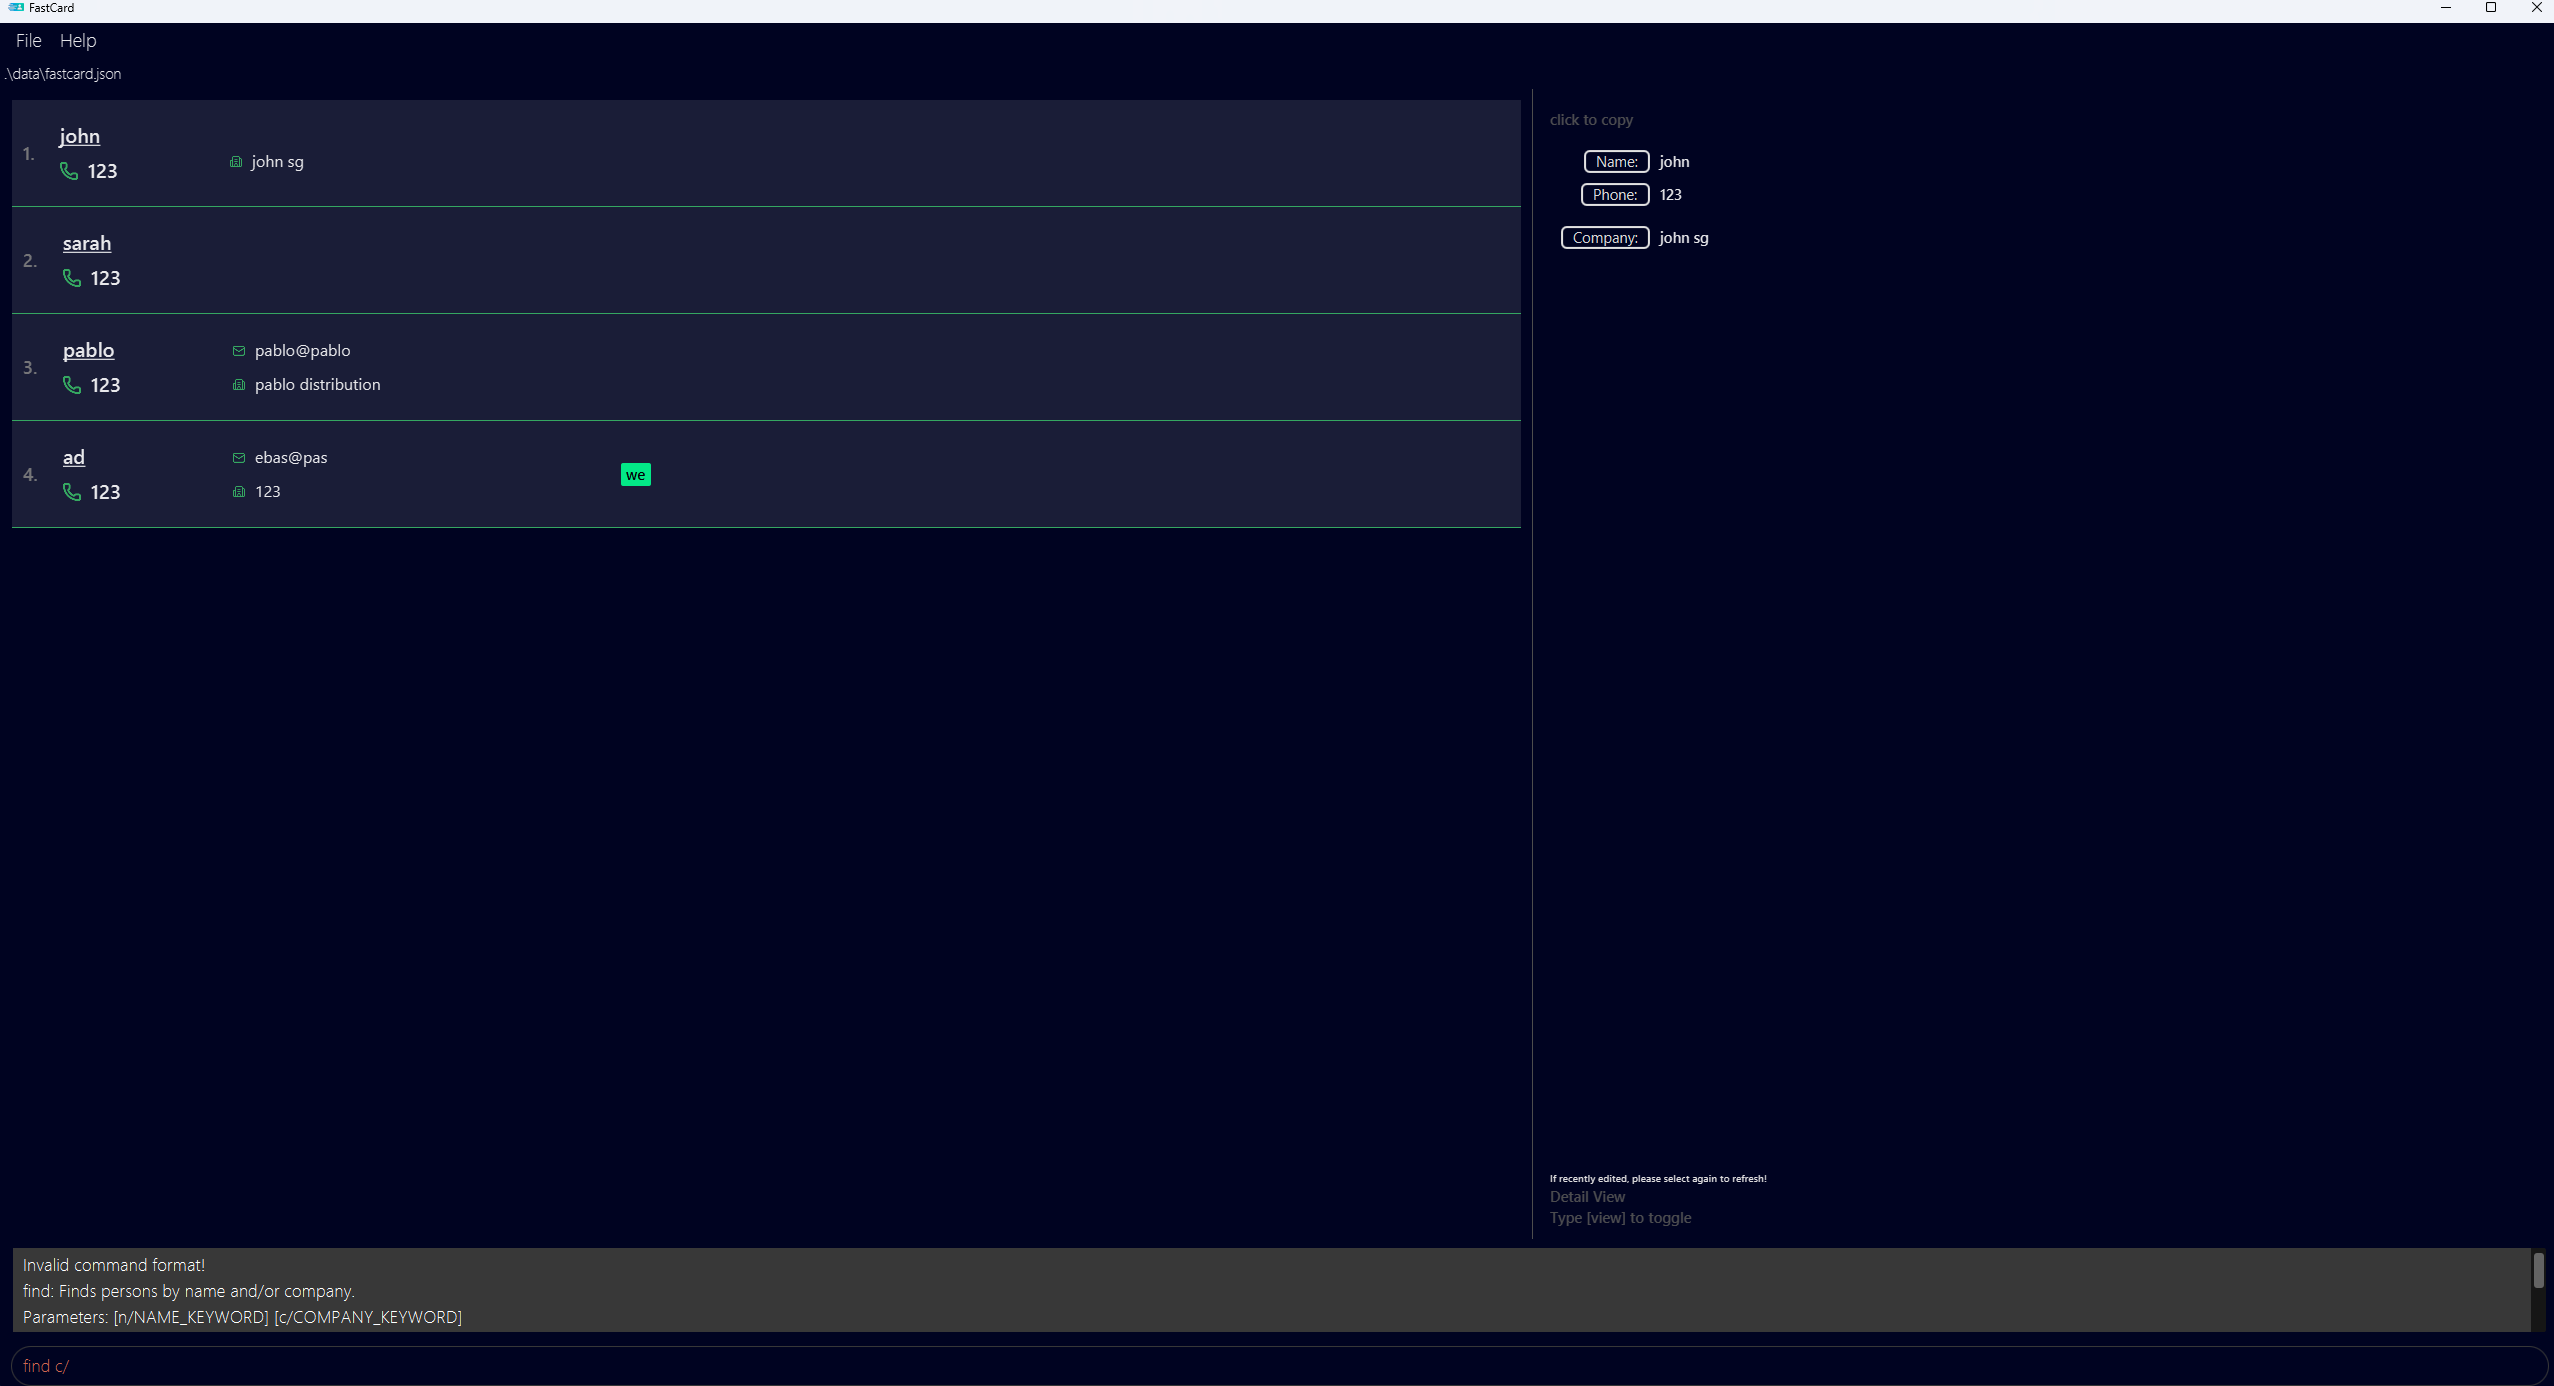 FastCard
File Help
.\data\fastcard.json
1. john
123
john sg
2. sarah
123
3. pablo
123
pablo@pablo
pablo distribution
4. ad
123
ebas@pas
123
we
click to copy
Name: john
Phone: 123
Company: john sg
If recently edited, please select again to refresh!
Detail View
Type [view] to toggle
Invalid command format!
find: Finds persons by name and/or company.
Parameters: [n/NAME_KEYWORD] [c/COMPANY_KEYWORD]
find c/